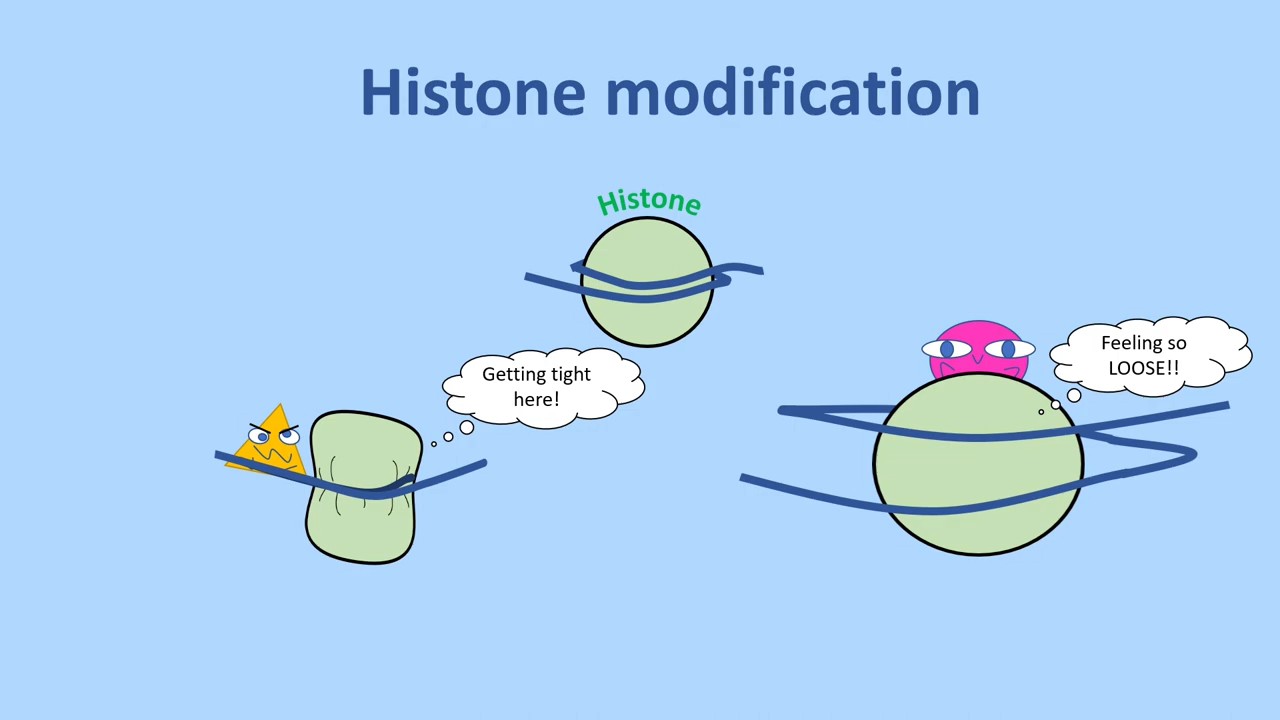 Histone modification
Histone
Getting tight
here!
Feeling so
LOOSE!!